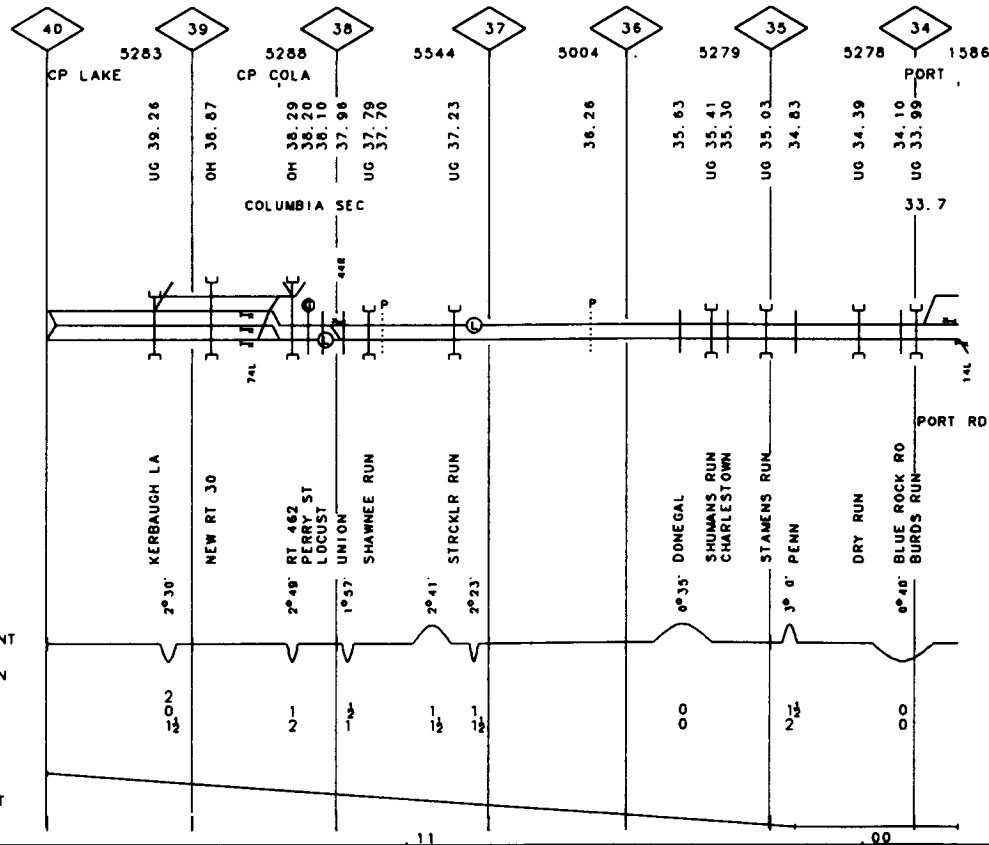 40 39 38 37 36 35 34
5283 5288 5544 5004 5279 5278 1586
CP LAKE CP COLA PORT
UG 39.26
OH 38.87
OH 38.29
38.20
38.10
37.98
UG 37.79
37.70
UG 37.23
36.26
35.63
UG 35.41
35.30
UG 35.03
34.83
UG 34.39
34.10
UG 33.99
COLUMBIA SEC
33.7
44R
P
P
L
L
74L
14L
PORT RD
KERBAUGH LA
NEW RT 30
RT 462
PERRY ST
LOCUST
UNION
SHAWNEE RUN
STRCKLR RUN
DONEGAL
SHUMANS RUN
CHARLESTOWN
STAMENS RUN
PENN
DRY RUN
BLUE ROCK RO
BURDS RUN
2°30'
2°49'
1°57'
2°41'
2°23'
0°35'
3° 0'
0°40'
NT
N
2
0 1 1 1 0 1½ 0
1½ 2 1 1½ 1½ 0 2 0
T
.11 .00